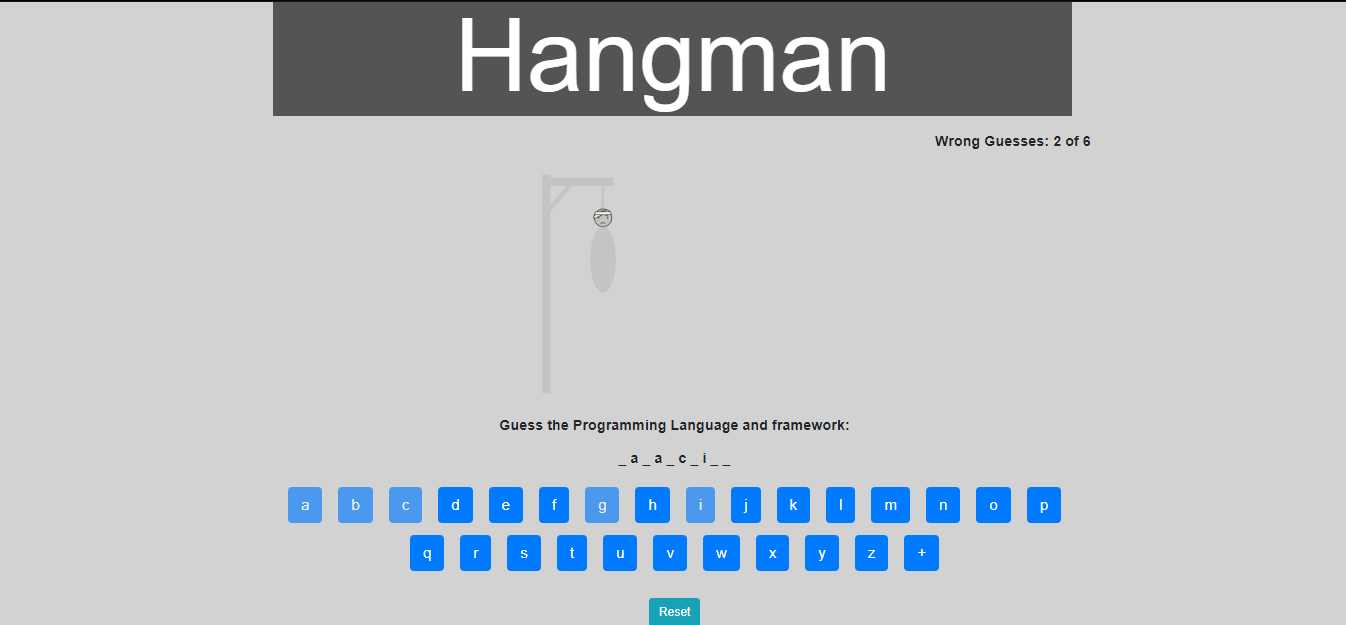 Hangman
Wrong Guesses: 2 of 6
Guess the Programming Language and framework:
_ a _ a _ c _ i _ _
a b c d e f g h i j k l m n o p
q r s t u v w x y z +
Reset